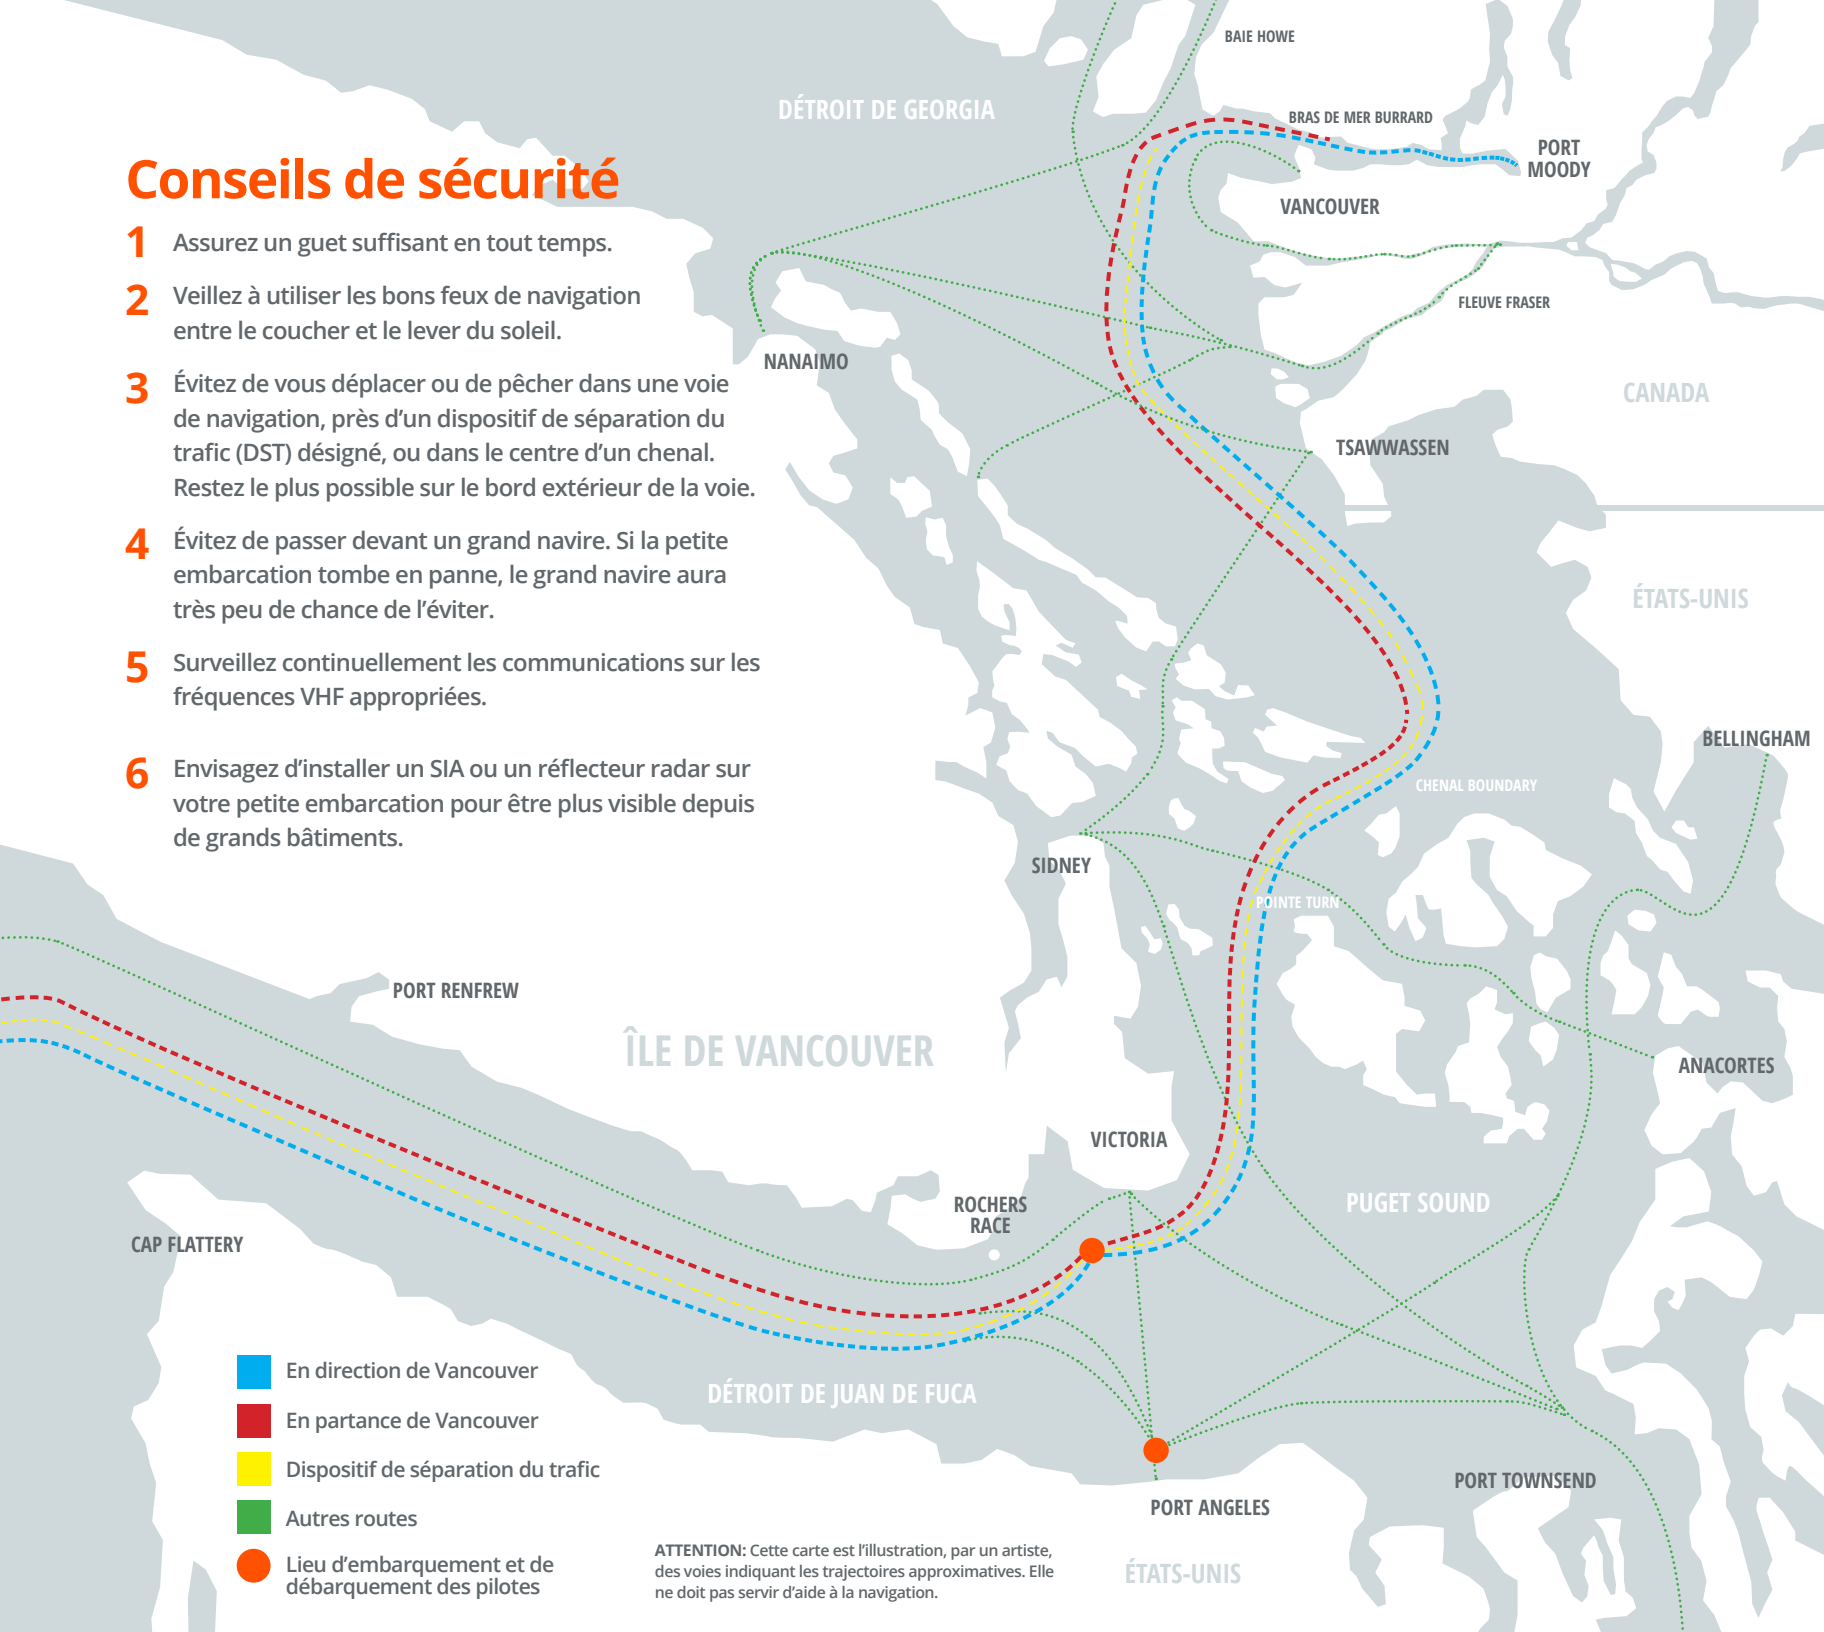 Conseils de sécurité
1 Assurez un guet suffisant en tout temps.
2 Veillez à utiliser les bons feux de navigation
entre le coucher et le lever du soleil.
3 Évitez de vous déplacer ou de pêcher dans une voie
de navigation, près d’un dispositif de séparation du
trafic (DST) désigné, ou dans le centre d’un chenal.
Restez le plus possible sur le bord extérieur de la voie.
4 Évitez de passer devant un grand navire. Si la petite
embarcation tombe en panne, le grand navire aura
très peu de chance de l’éviter.
5 Surveillez continuellement les communications sur les
fréquences VHF appropriées.
6 Envisagez d’installer un SIA ou un réflecteur radar sur
votre petite embarcation pour être plus visible depuis
de grands bâtiments.
BAIE HOWE
DÉTROIT DE GEORGIA
BRAS DE MER BURRARD
PORT
MOODY
VANCOUVER
FLEUVE FRASER
NANAIMO
CANADA
TSAWWASSEN
ÉTATS-UNIS
BELLINGHAM
CHENAL BOUNDARY
SIDNEY
POINTE TURN
PORT RENFREW
ÎLE DE VANCOUVER
ANACORTES
VICTORIA
ROCHERS
RACE
PUGET SOUND
CAP FLATTERY
DÉTROIT DE JUAN DE FUCA
PORT TOWNSEND
PORT ANGELES
ÉTATS-UNIS
En direction de Vancouver
En partance de Vancouver
Dispositif de séparation du trafic
Autres routes
Lieu d’embarquement et de
débarquement des pilotes
ATTENTION: Cette carte est l’illustration, par un artiste,
des voies indiquant les trajectoires approximatives. Elle
ne doit pas servir d’aide à la navigation.